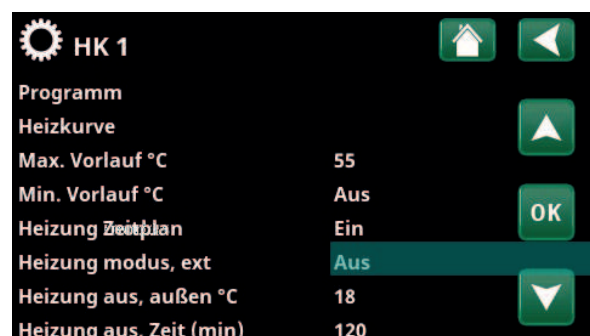 HK 1
Programm
Heizkurve
Max. Vorlauf °C 55
Min. Vorlauf °C Aus
Heizung Zeitplan Ein
OK
Heizung modus, ext Aus
Heizung aus, außen °C 18
Heizung aus, Zeit (min) 120